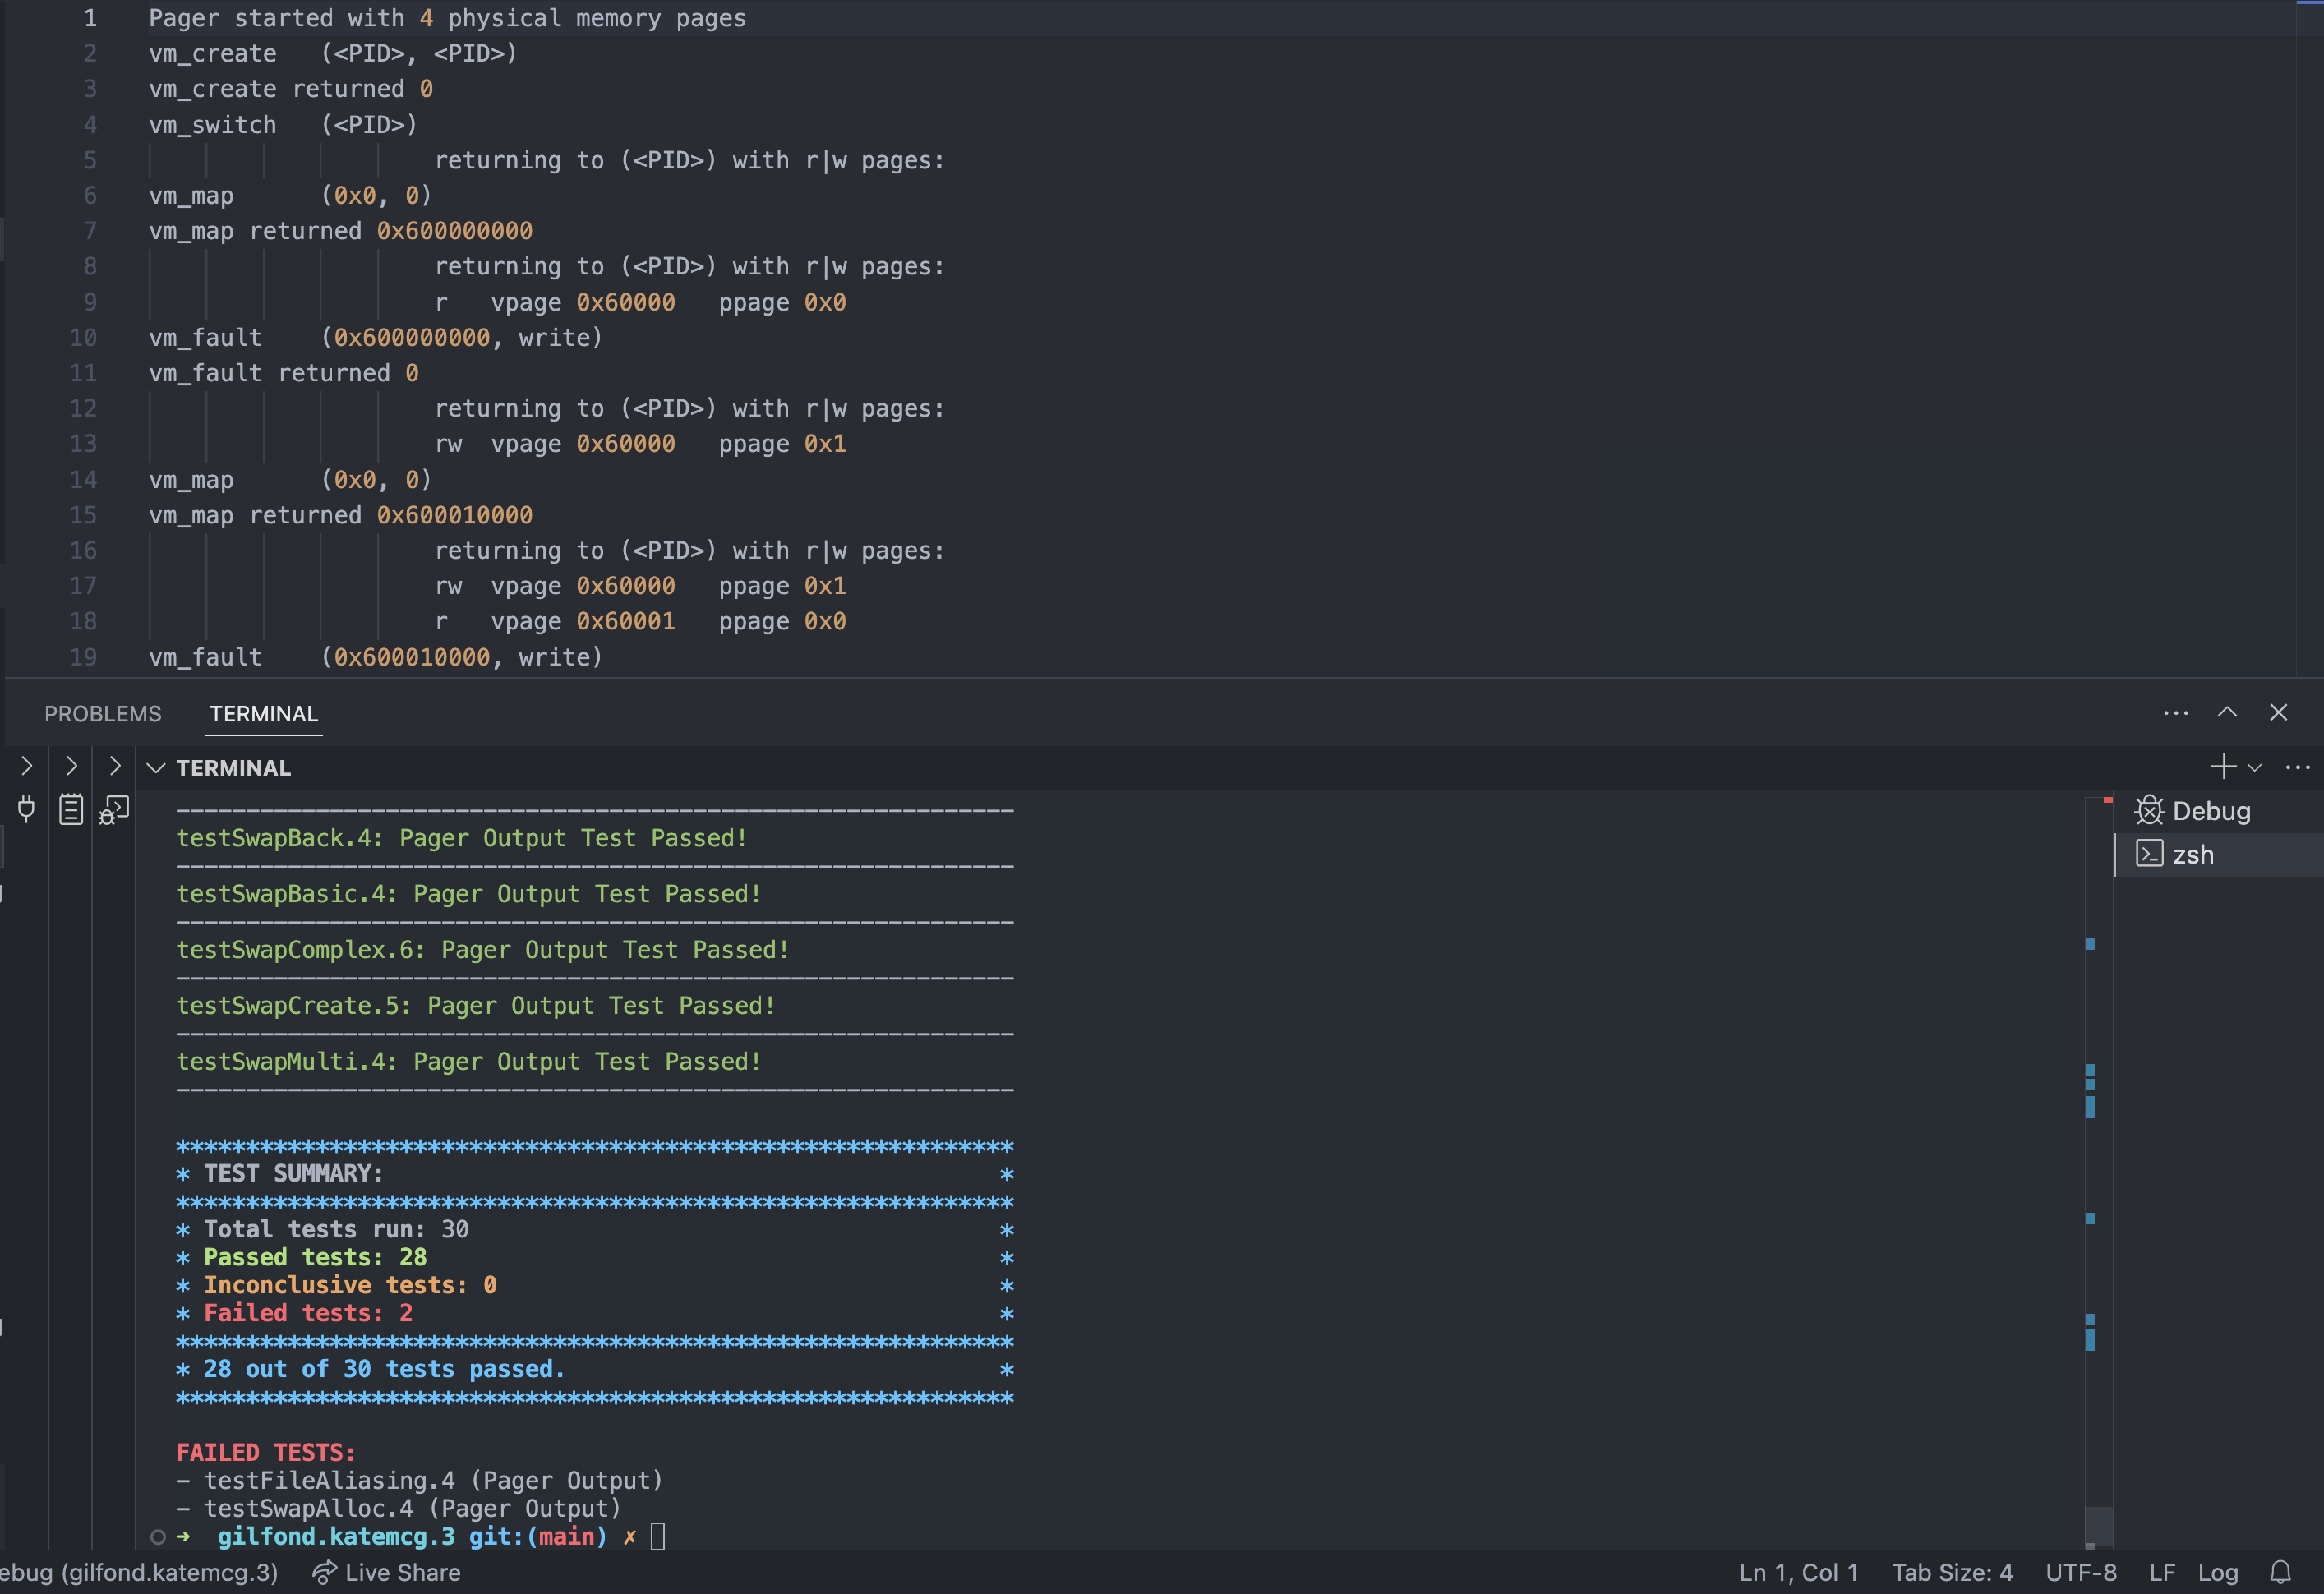 1 Pager started with 4 physical memory pages
2 vm_create (<PID>, <PID>)
3 vm_create returned 0
4 vm_switch (<PID>)
5 returning to (<PID>) with r|w pages:
6 vm_map (0x0, 0)
7 vm_map returned 0x600000000
8 returning to (<PID>) with r|w pages:
9 r vpage 0x60000 ppage 0x0
10 vm_fault (0x600000000, write)
11 vm_fault returned 0
12 returning to (<PID>) with r|w pages:
13 rw vpage 0x60000 ppage 0x1
14 vm_map (0x0, 0)
15 vm_map returned 0x600010000
16 returning to (<PID>) with r|w pages:
17 rw vpage 0x60000 ppage 0x1
18 r vpage 0x60001 ppage 0x0
19 vm_fault (0x600010000, write)
PROBLEMS TERMINAL
TERMINAL
------------------------------------------------------------
testSwapBack.4: Pager Output Test Passed!
------------------------------------------------------------
testSwapBasic.4: Pager Output Test Passed!
------------------------------------------------------------
testSwapComplex.6: Pager Output Test Passed!
------------------------------------------------------------
testSwapCreate.5: Pager Output Test Passed!
------------------------------------------------------------
testSwapMulti.4: Pager Output Test Passed!
------------------------------------------------------------
************************************************************
* TEST SUMMARY: *
************************************************************
* Total tests run: 30 *
* Passed tests: 28 *
* Inconclusive tests: 0 *
* Failed tests: 2 *
************************************************************
* 28 out of 30 tests passed. *
************************************************************
FAILED TESTS:
- testFileAliasing.4 (Pager Output)
- testSwapAlloc.4 (Pager Output)
➜ gilfond.katemcg.3 git:(main) ✗
Debug
zsh
ebug (gilfond.katemcg.3) Live Share Ln 1, Col 1 Tab Size: 4 UTF-8 LF Log